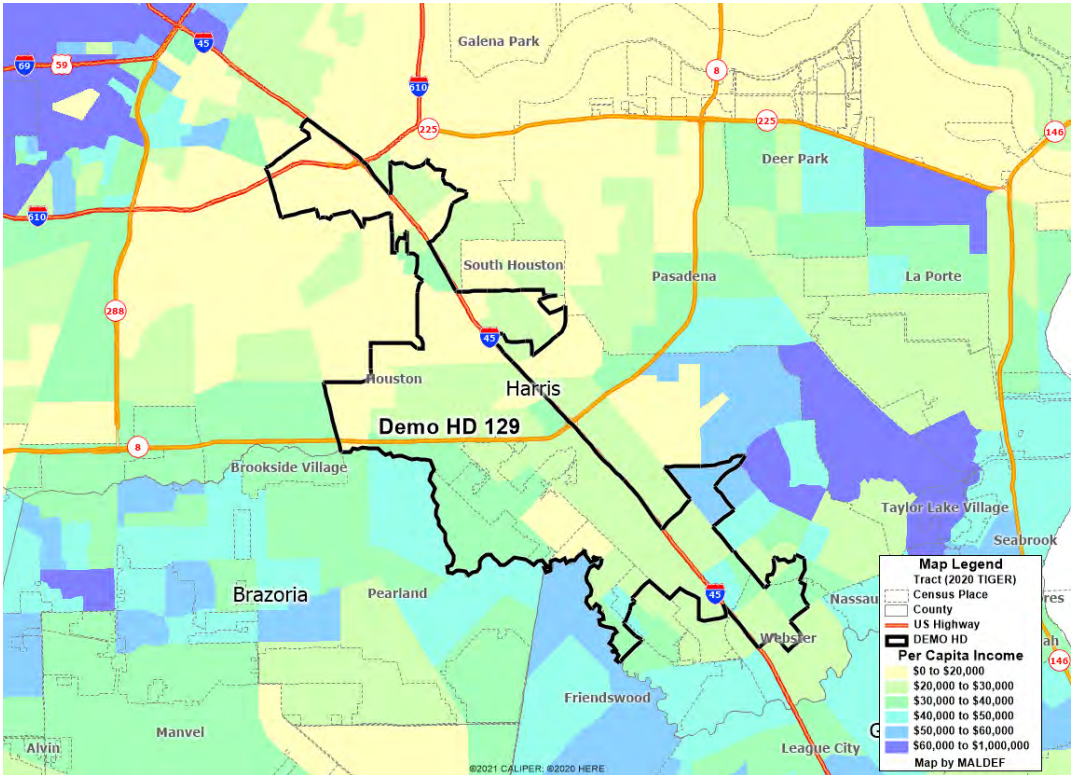 45
Galena Park
69
59
8
610
225
225
146
Deer Park
610
South Houston
Pasadena
La Porte
288
45
Houston
Harris
Demo HD 129
8
Brookside Village
Taylor Lake Village
Seabrook
Brazoria
Pearland
45
Nassau
Webster
Friendswood
Manvel
Alvin
League City
G
ores
ah
146
Map Legend
Tract (2020 TIGER)
Census Place
County
US Highway
DEMO HD
Per Capita Income
$0 to $20,000
$20,000 to $30,000
$30,000 to $40,000
$40,000 to $50,000
$50,000 to $60,000
$60,000 to $1,000,000
Map by MALDEF
©2021 CALIPER; ©2020 HERE